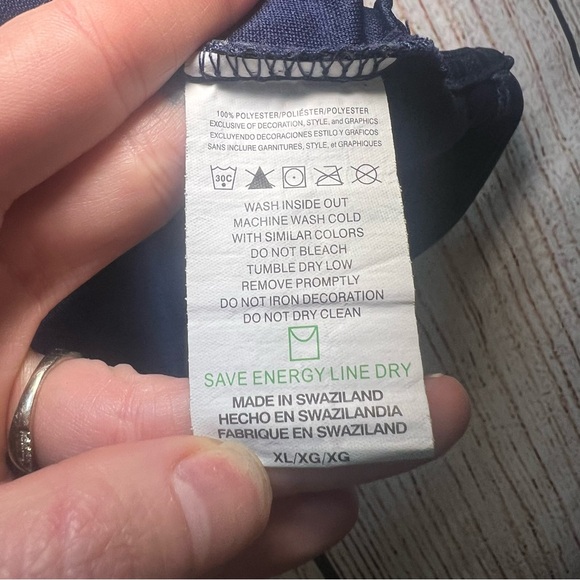 100% POLYESTER/POLIÉSTER/POLYESTER
EXCLUSIVE OF DECORATION, STYLE, and GRAPHICS
EXCLUYENDO DECORACIONES ESTILO Y GRÁFICOS
SANS INCLURE GARNITURES, STYLE, et GRAPHIQUES
30C
WASH INSIDE OUT
MACHINE WASH COLD
WITH SIMILAR COLORS
DO NOT BLEACH
TUMBLE DRY LOW
REMOVE PROMPTLY
DO NOT IRON DECORATION
DO NOT DRY CLEAN
SAVE ENERGY LINE DRY
MADE IN SWAZILAND
HECHO EN SWAZILANDIA
FABRIQUE EN SWAZILAND
XL/XG/XG